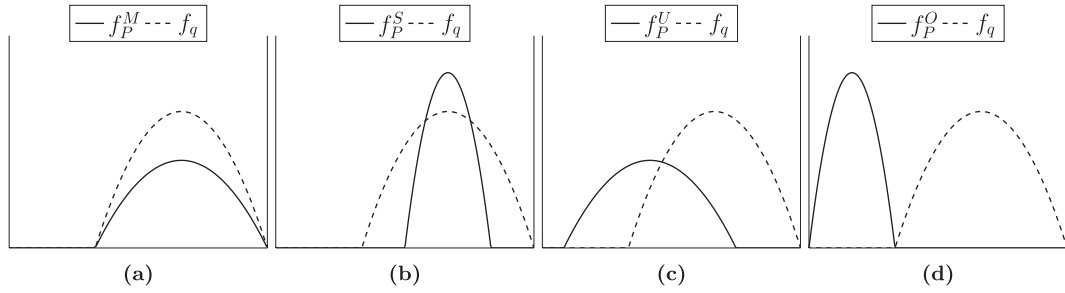 f_P^M f_q
f_P^S f_q
f_P^U f_q
f_P^O f_q
(a)
(b)
(c)
(d)